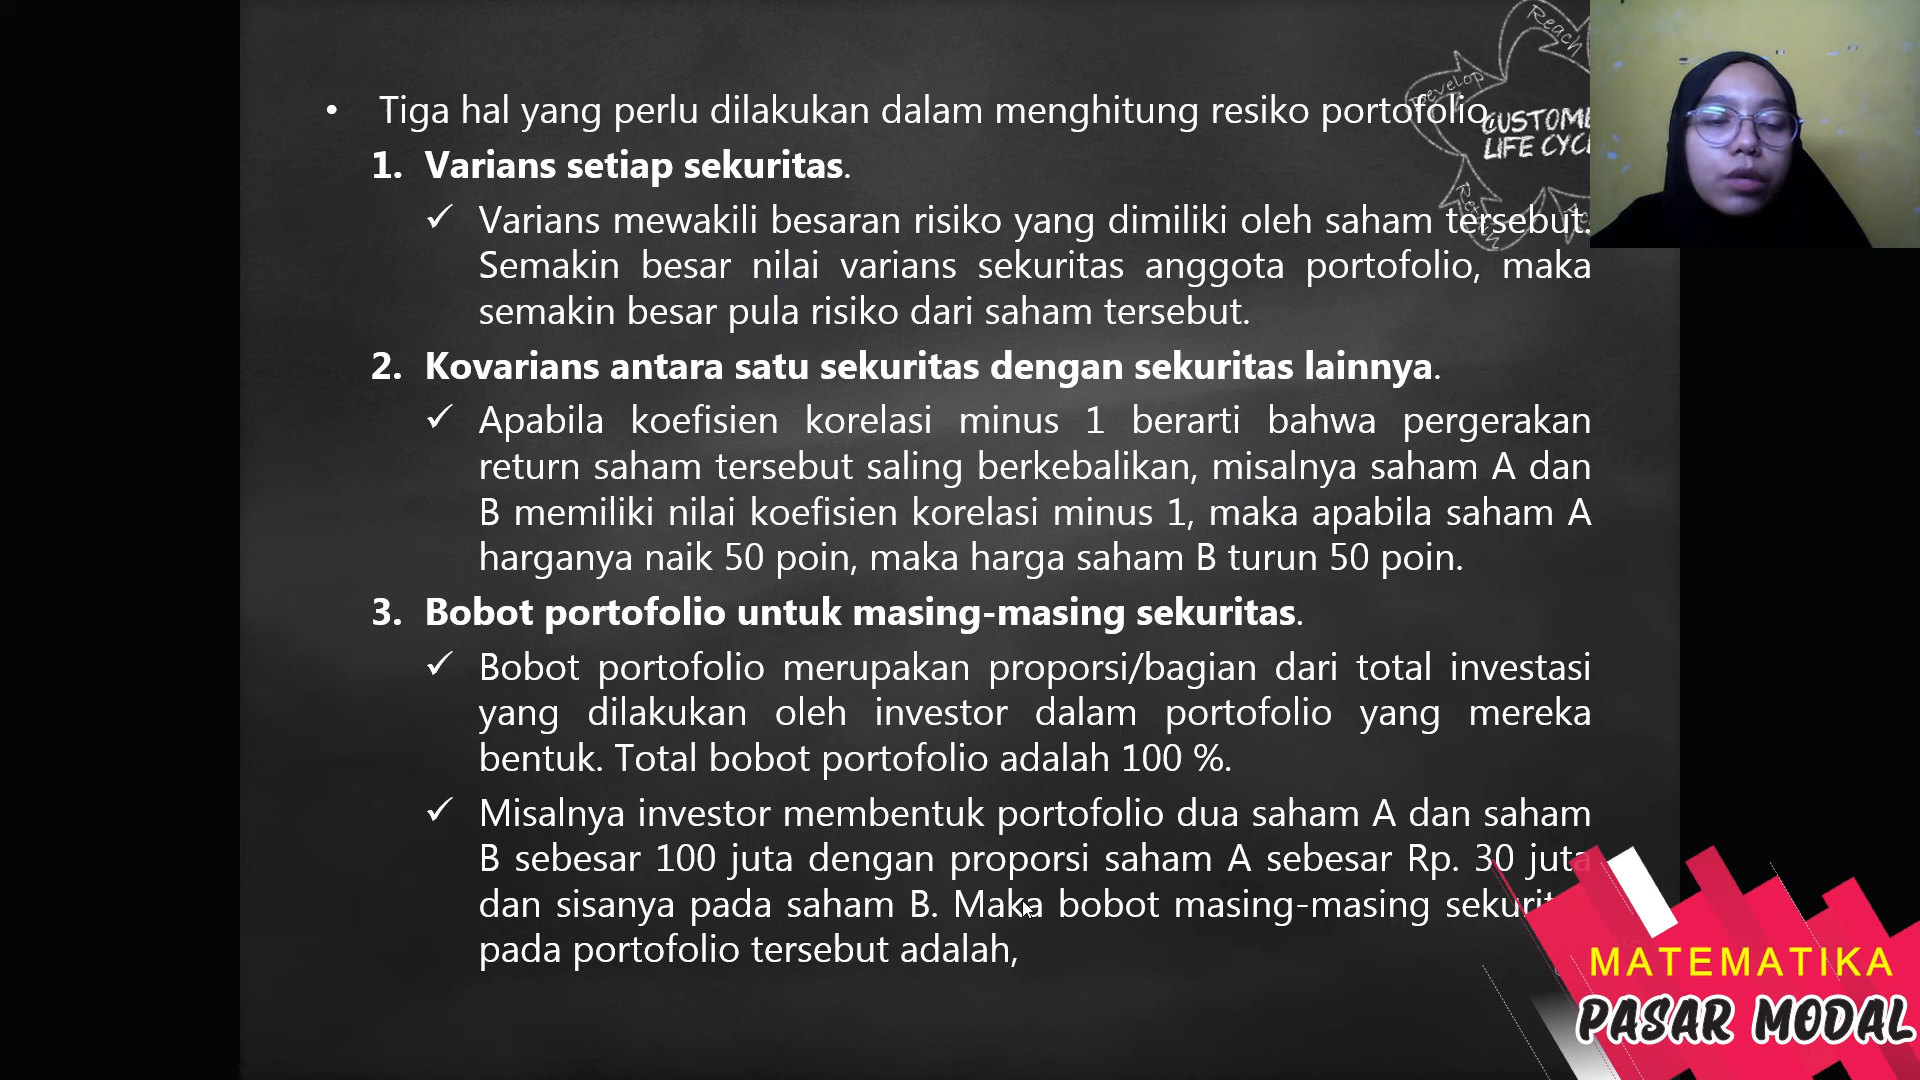 • Tiga hal yang perlu dilakukan dalam menghitung resiko portofolio,
1. Varians setiap sekuritas.
✓ Varians mewakili besaran risiko yang dimiliki oleh saham tersebut.
Semakin besar nilai varians sekuritas anggota portofolio, maka
semakin besar pula risiko dari saham tersebut.
2. Kovarians antara satu sekuritas dengan sekuritas lainnya.
✓ Apabila koefisien korelasi minus 1 berarti bahwa pergerakan
return saham tersebut saling berkebalikan, misalnya saham A dan
B memiliki nilai koefisien korelasi minus 1, maka apabila saham A
harganya naik 50 poin, maka harga saham B turun 50 poin.
3. Bobot portofolio untuk masing-masing sekuritas.
✓ Bobot portofolio merupakan proporsi/bagian dari total investasi
yang dilakukan oleh investor dalam portofolio yang mereka
bentuk. Total bobot portofolio adalah 100 %.
✓ Misalnya investor membentuk portofolio dua saham A dan saham
B sebesar 100 juta dengan proporsi saham A sebesar Rp. 30 juta
dan sisanya pada saham B. Maka bobot masing-masing
pada portofolio tersebut adalah,
Reach
Develop
LIFE
MATEMATIKA
PASAR MODAL